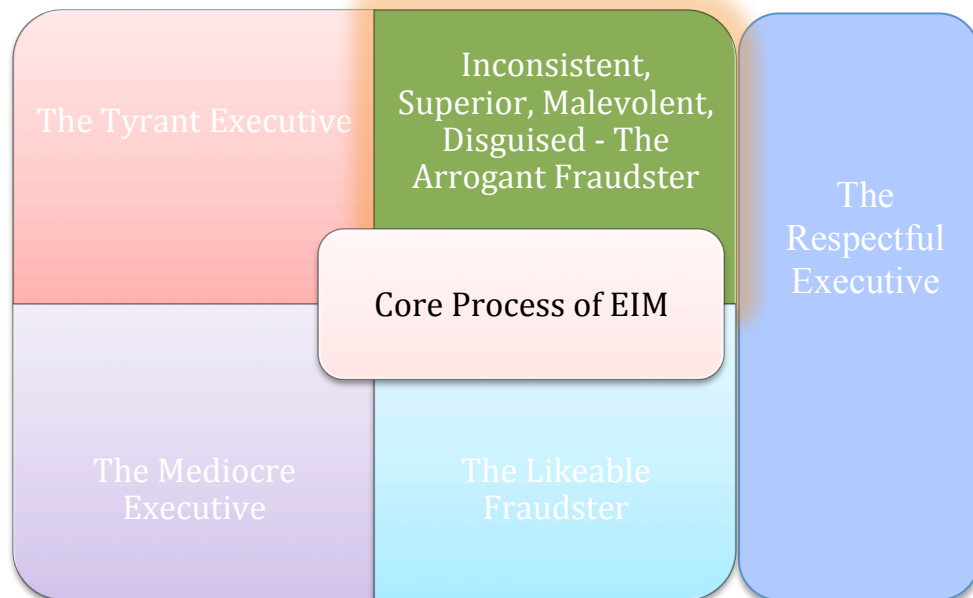 The Tyrant Executive
Inconsistent,
Superior, Malevolent,
Disguised - The
Arrogant Fraudster
The
Respectful
Executive
Core Process of EIM
The Mediocre
Executive
The Likeable
Fraudster